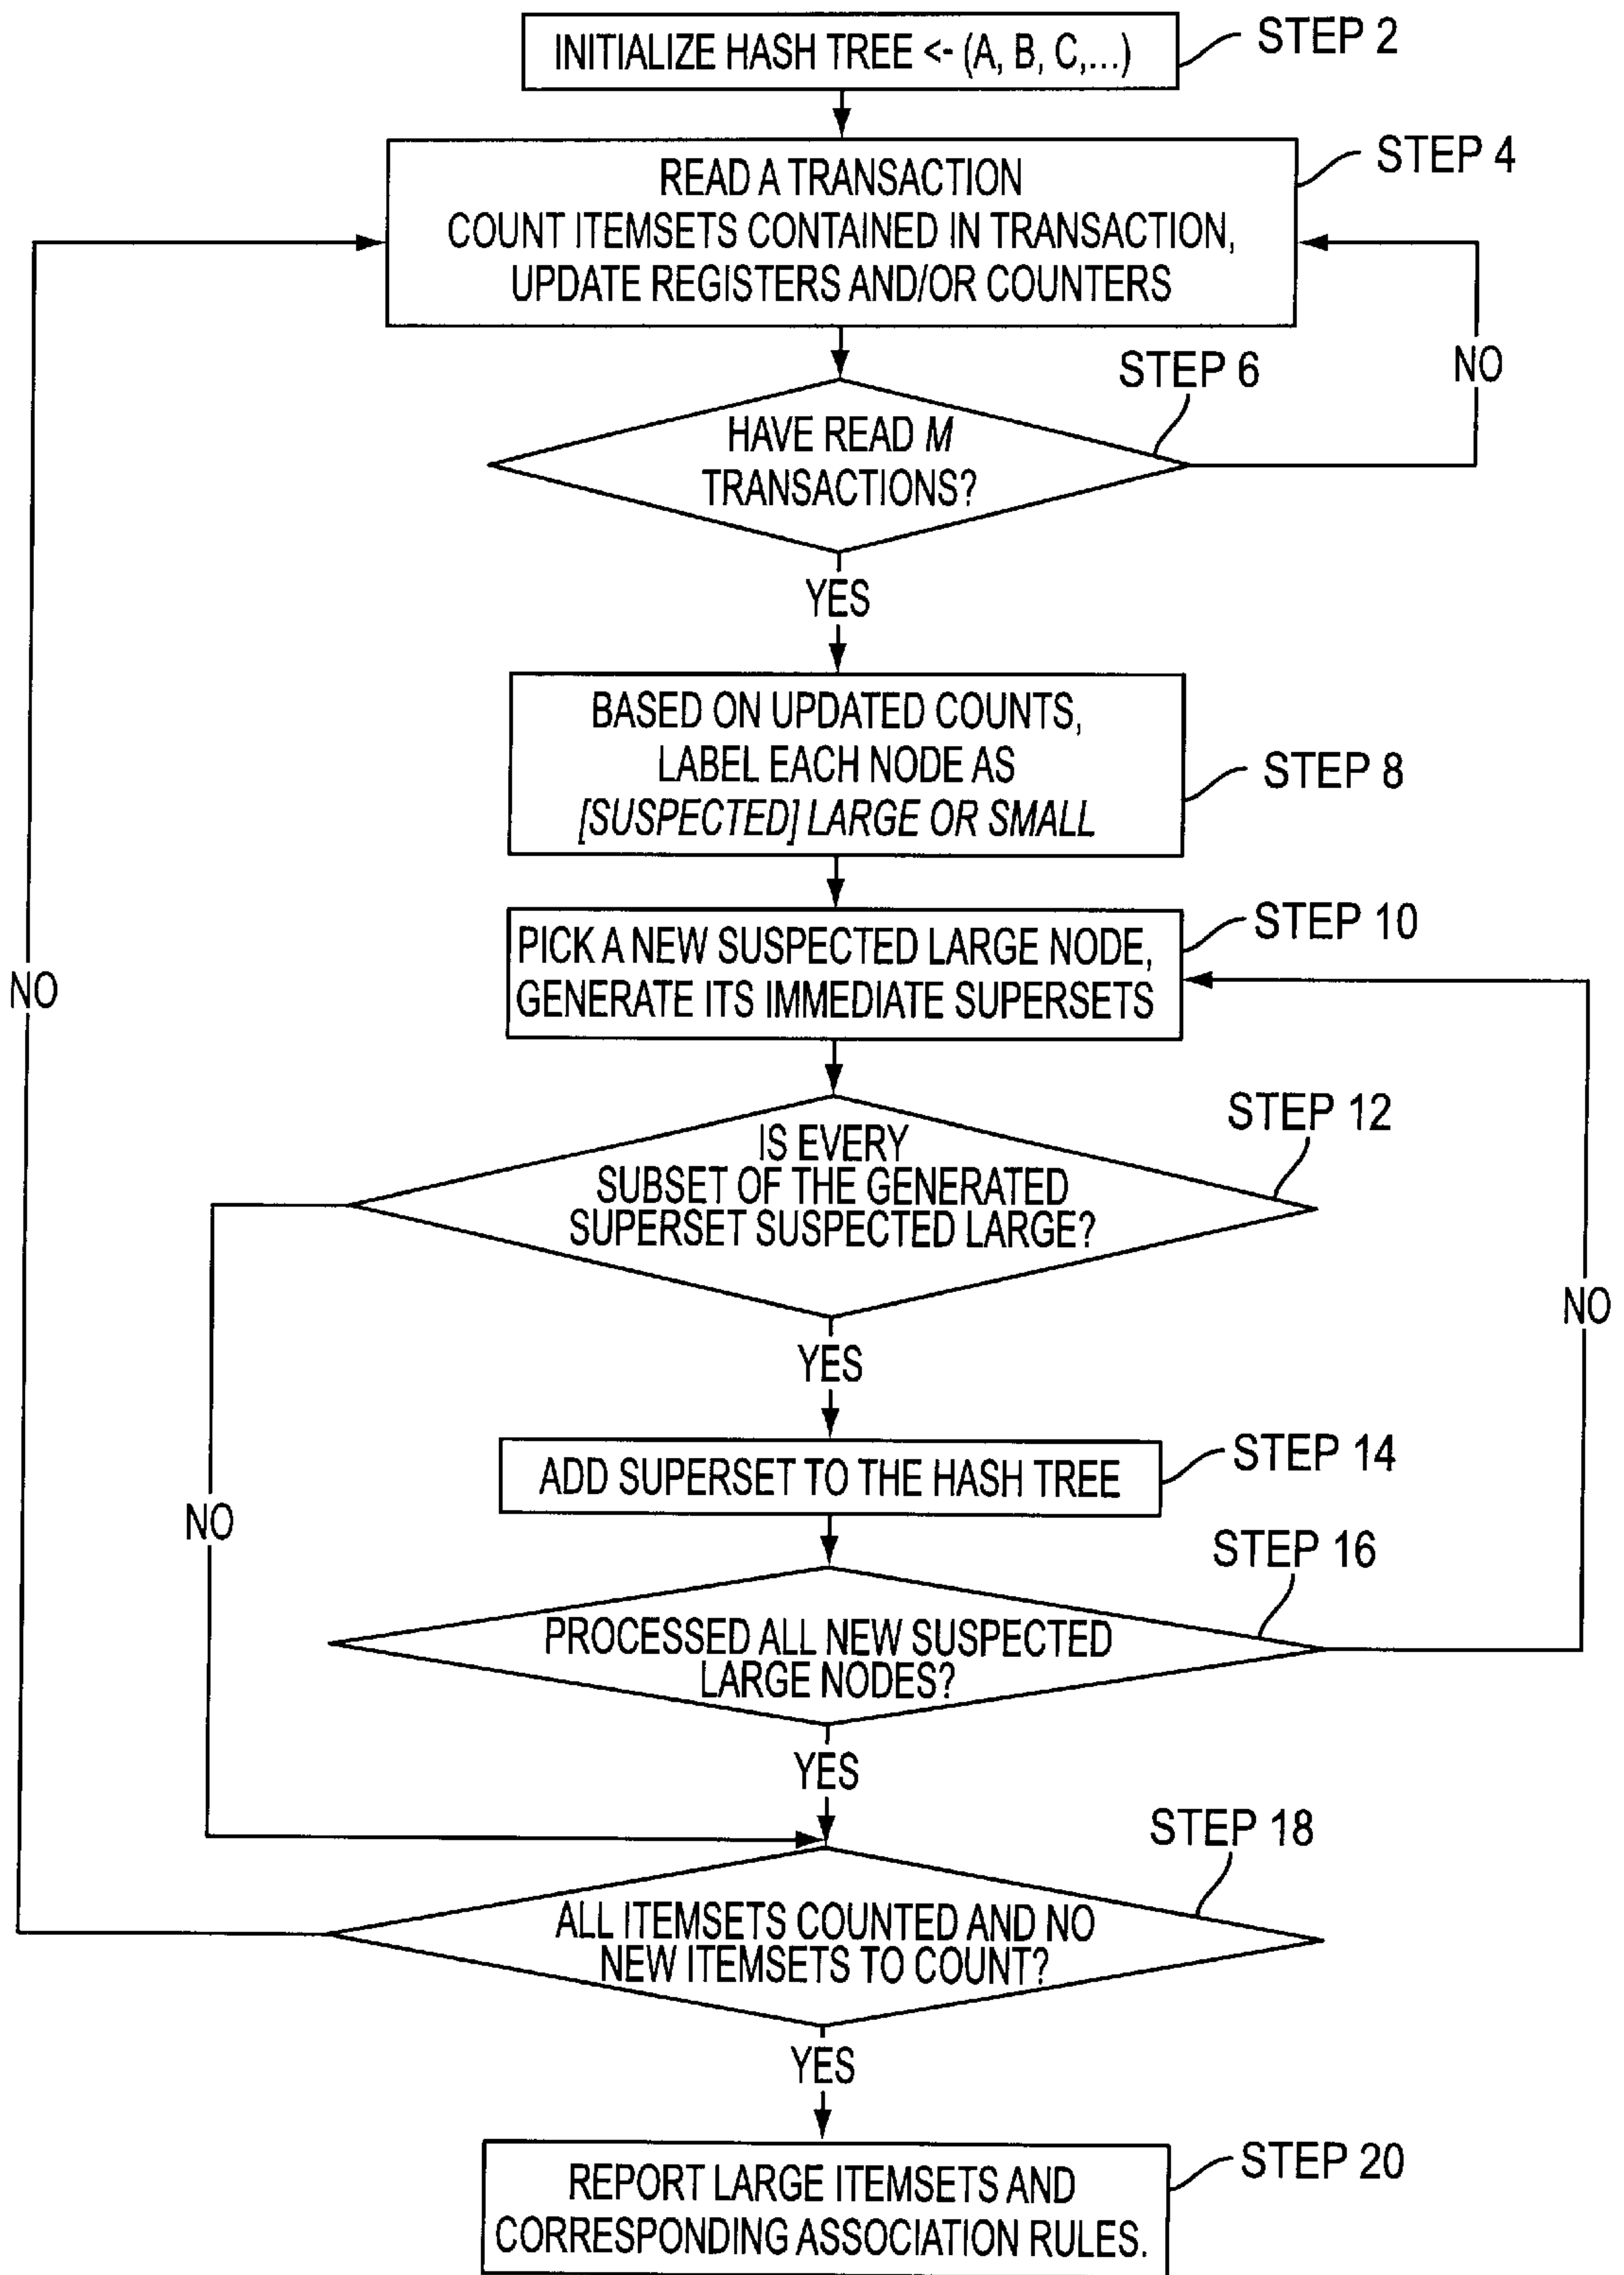 INITIALIZE HASH TREE <- (A, B, C,...)
STEP 2
READ A TRANSACTION
COUNT ITEMSETS CONTAINED IN TRANSACTION,
UPDATE REGISTERS AND/OR COUNTERS
STEP 4
STEP 6
NO
HAVE READ M
TRANSACTIONS?
YES
BASED ON UPDATED COUNTS,
LABEL EACH NODE AS
[SUSPECTED] LARGE OR SMALL
STEP 8
PICK A NEW SUSPECTED LARGE NODE,
GENERATE ITS IMMEDIATE SUPERSETS
STEP 10
NO
STEP 12
IS EVERY
SUBSET OF THE GENERATED
SUPERSET SUSPECTED LARGE?
NO
YES
ADD SUPERSET TO THE HASH TREE
STEP 14
NO
STEP 16
PROCESSED ALL NEW SUSPECTED
LARGE NODES?
YES
STEP 18
ALL ITEMSETS COUNTED AND NO
NEW ITEMSETS TO COUNT?
YES
REPORT LARGE ITEMSETS AND
CORRESPONDING ASSOCIATION RULES.
STEP 20